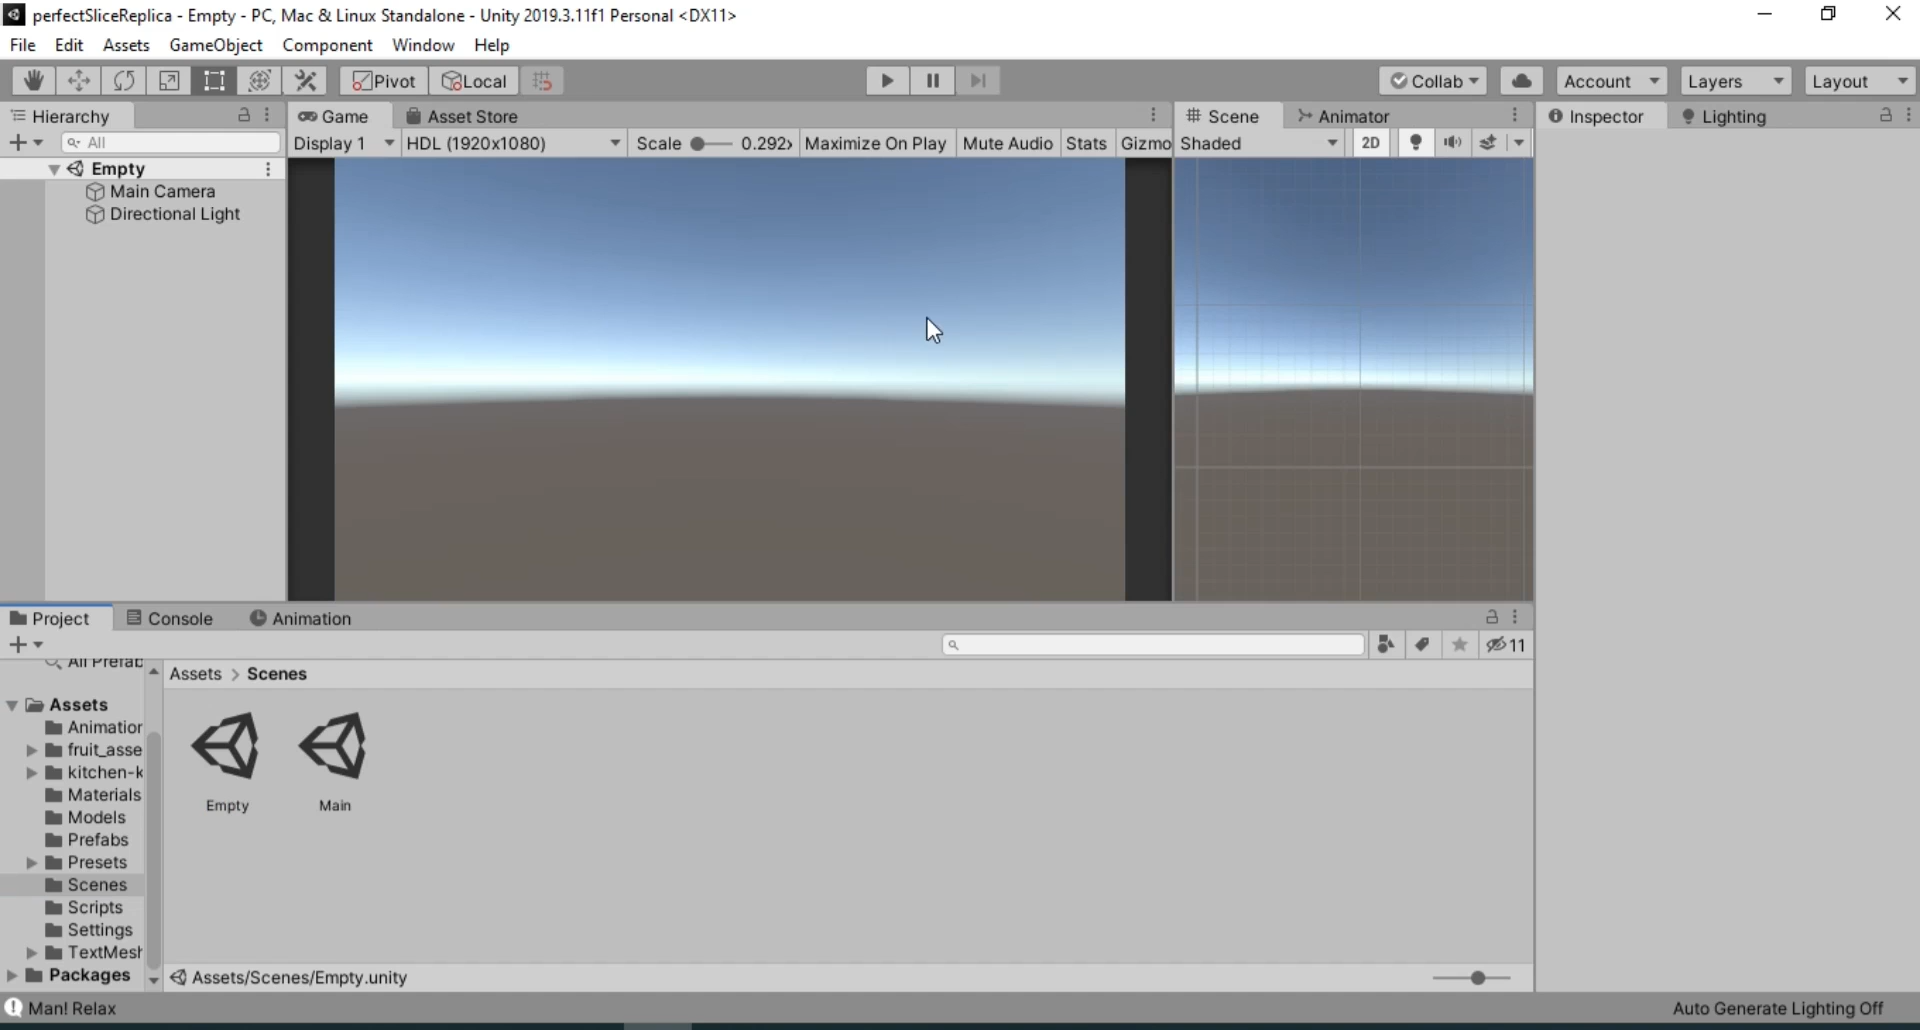 perfectSliceReplica - Empty - PC, Mac & Linux Standalone - Unity 2019.3.11f1 Personal <DX11>
File Edit Assets GameObject Component Window Help
Pivot Local Collab Account Layers Layout
Hierarchy Game Asset Store Scene Animator Inspector Lighting
All Display 1 HDL (1920x1080) Scale 0.292 Maximize On Play Mute Audio Stats Gizmo Shaded 2D
Empty
Main Camera
Directional Light
Project Console Animation
11
All Prefab
Assets > Scenes
Assets
Animation
fruit_asse
kitchen-k
Materials
Models
Prefabs
Presets
Scenes
Scripts
Settings
TextMesh
Packages
Empty Main
Assets/Scenes/Empty.unity
Man! Relax Auto Generate Lighting Off